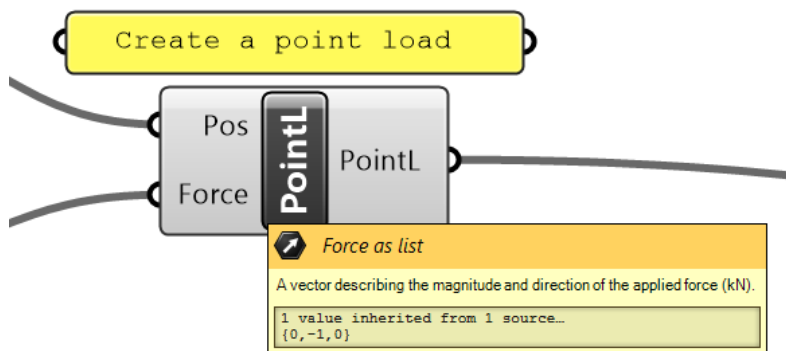 Create a point load
Pos
Force
PointL
PointL
Force as list
A vector describing the magnitude and direction of the applied force (kN).
1 value inherited from 1 source…
{0,-1,0}